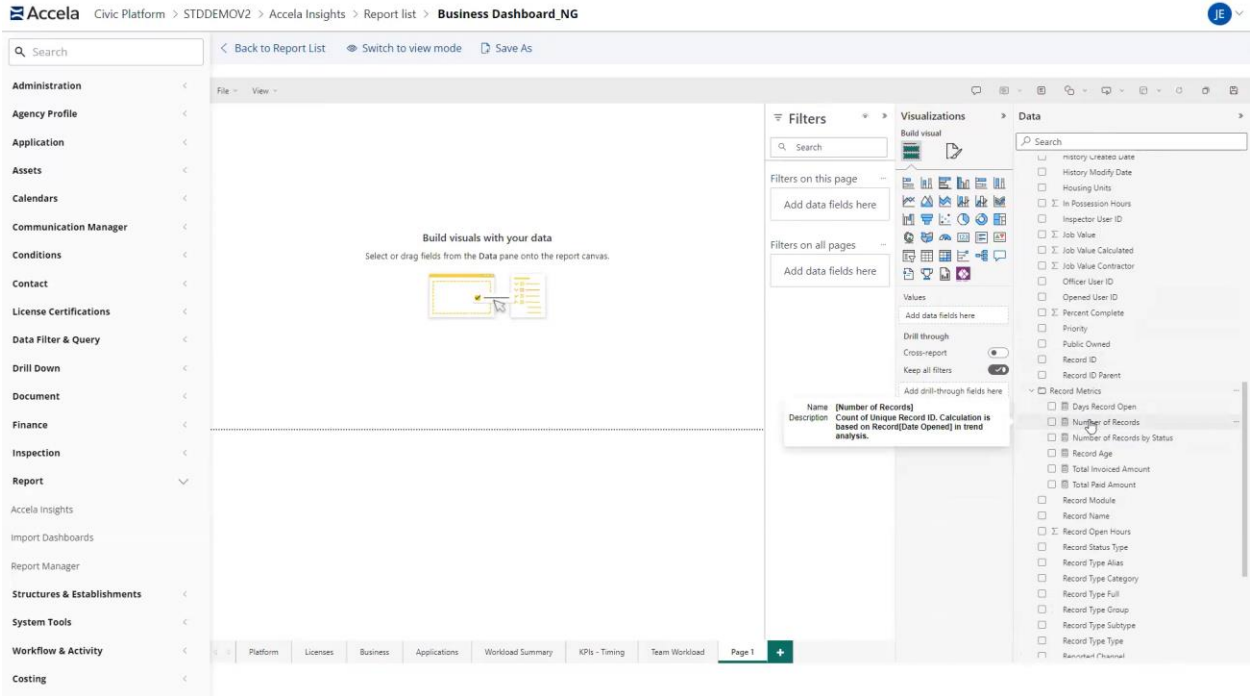 Accela Civic Platform > STDDEMOV2 > Accela Insights > Report list > Business Dashboard_NG
JE
Search
Back to Report List Switch to view mode Save As
Administration
Agency Profile
Application
Assets
Calendars
Communication Manager
Conditions
Contact
License Certifications
Data Filter & Query
Drill Down
Document
Finance
Inspection
Report
Accela Insights
Import Dashboards
Report Manager
Structures & Establishments
System Tools
Workflow & Activity
Costing
File View
Build visuals with your data
Select or drag fields from the Data pane onto the report canvas.
Filters
Search
Filters on this page
Add data fields here
Filters on all pages
Add data fields here
Visualizations
Build visual
Values
Add data fields here
Drill through
Cross-report
Keep all filters
Add drill-through fields here
Name [Number of Records]
Description Count of Unique Record ID. Calculation is
based on Record[Date Opened] in trend
analysis.
Data
Search
History Created Date
History Modify Date
Housing Units
In Possession Hours
Inspector User ID
Job Value
Job Value Calculated
Job Value Contractor
Officer User ID
Opened User ID
Percent Complete
Priority
Public Owned
Record ID
Record ID Parent
Record Metrics
Days Record Open
Number of Records
Number of Records by Status
Record Age
Total Invoiced Amount
Total Paid Amount
Record Module
Record Name
Record Open Hours
Record Status Type
Record Type Alias
Record Type Category
Record Type Full
Record Type Group
Record Type Subtype
Record Type Type
Reported Channel
Platform Licenses Business Applications Workload Summary KPIs - Timing Team Workload Page 1 +